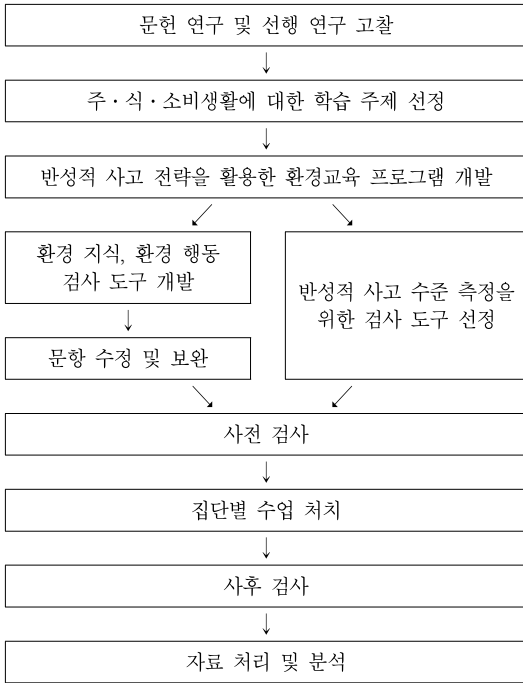 문헌 연구 및 선행 연구 고찰
주·식·소비생활에 대한 학습 주제 선정
반성적 사고 전략을 활용한 환경교육 프로그램 개발
환경 지식, 환경 행동
검사 도구 개발
문항 수정 및 보완
반성적 사고 수준 측정을
위한 검사 도구 선정
사전 검사
집단별 수업 처치
사후 검사
자료 처리 및 분석